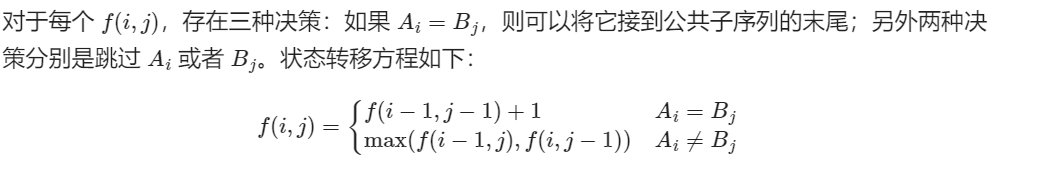 对于每个 f(i, j)，存在三种决策：如果 A_i = B_j，则可以将它接到公共子序列的末尾；另外两种决
策分别是跳过 A_i 或者 B_j。状态转移方程如下：
f(i, j) = { f(i − 1, j − 1) + 1 A_i = B_j
max(f(i − 1, j), f(i, j − 1)) A_i ≠ B_j